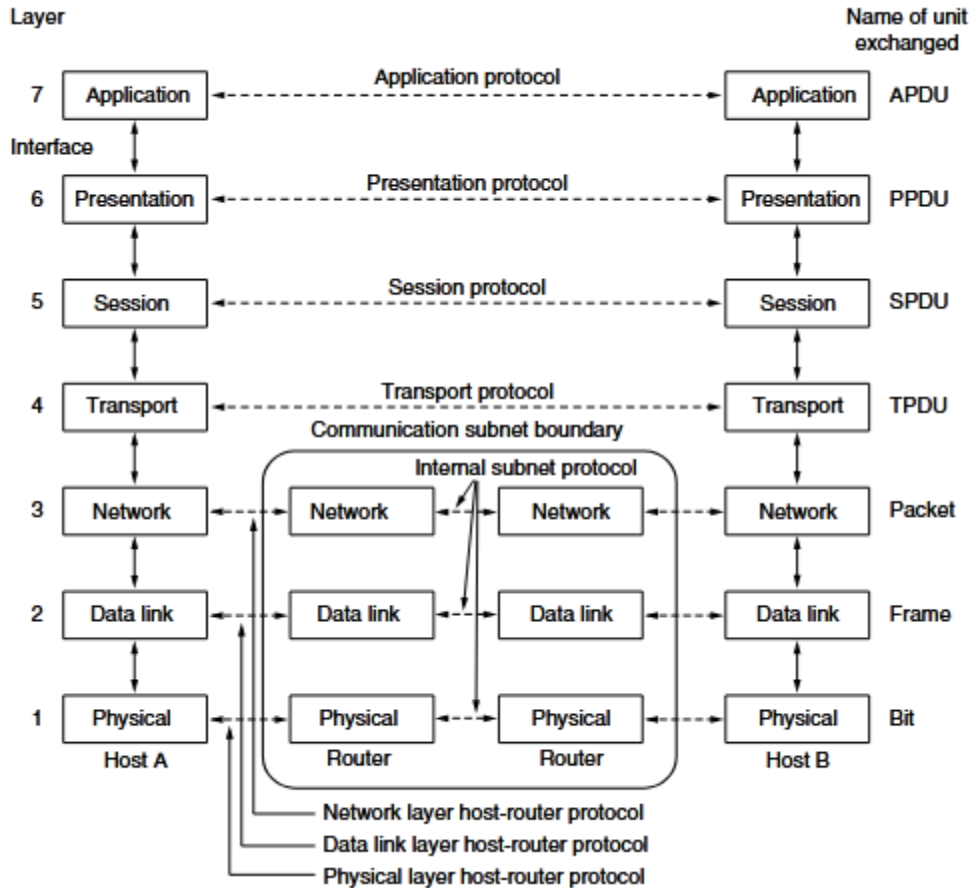 Layer
Name of unit
exchanged
7 Application Application protocol Application APDU
Interface
6 Presentation Presentation protocol Presentation PPDU
5 Session Session protocol Session SPDU
4 Transport Transport protocol Transport TPDU
Communication subnet boundary
Internal subnet protocol
3 Network Network Network Network Packet
2 Data link Data link Data link Data link Frame
1 Physical Physical Physical Physical Bit
Host A Router Router Host B
Network layer host-router protocol
Data link layer host-router protocol
Physical layer host-router protocol